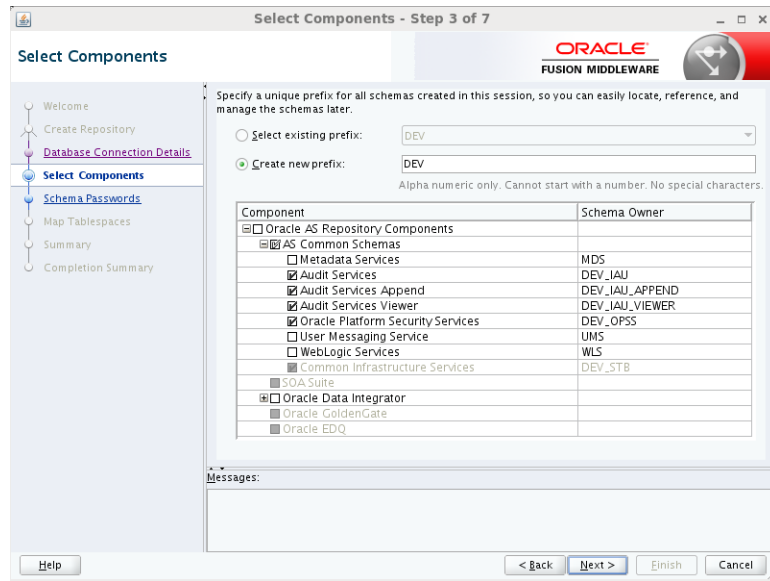 Select Components - Step 3 of 7
Select Components
ORACLE
FUSION MIDDLEWARE
Welcome
Create Repository
Database Connection Details
Select Components
Schema Passwords
Map Tablespaces
Summary
Completion Summary
Specify a unique prefix for all schemas created in this session, so you can easily locate, reference, and
manage the schemas later.
Select existing prefix: DEV
Create new prefix: DEV
Alpha numeric only. Cannot start with a number. No special characters.
Component Schema Owner
Oracle AS Repository Components
AS Common Schemas
Metadata Services MDS
Audit Services DEV_IAU
Audit Services Append DEV_IAU_APPEND
Audit Services Viewer DEV_IAU_VIEWER
Oracle Platform Security Services DEV_OPSS
User Messaging Service UMS
WebLogic Services WLS
Common Infrastructure Services DEV_STB
SOA Suite
Oracle Data Integrator
Oracle GoldenGate
Oracle EDQ
Messages:
Help < Back Next > Finish Cancel